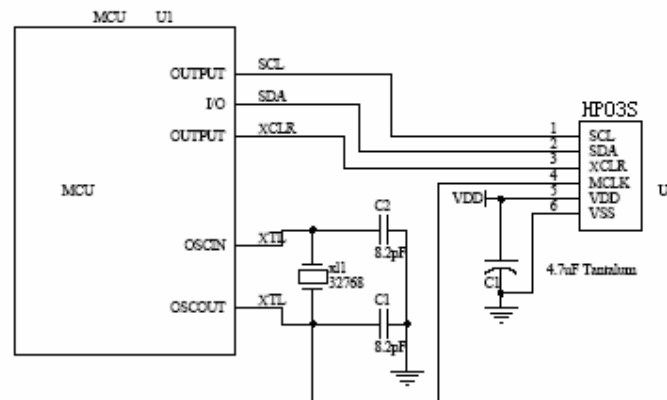 MCU U1
OUTPUT SCL
I/O SDA
OUTPUT XCLR
MCU
OSCIN XTL
OSCOUT XTL
C2
8.2pF
xl1
32768
C1
8.2pF
HP03S
1 SCL
2 SDA
3 XCLR
4 MCLK
5 VDD
6 VSS
U
VDD
C1
4.7uF Tantalum